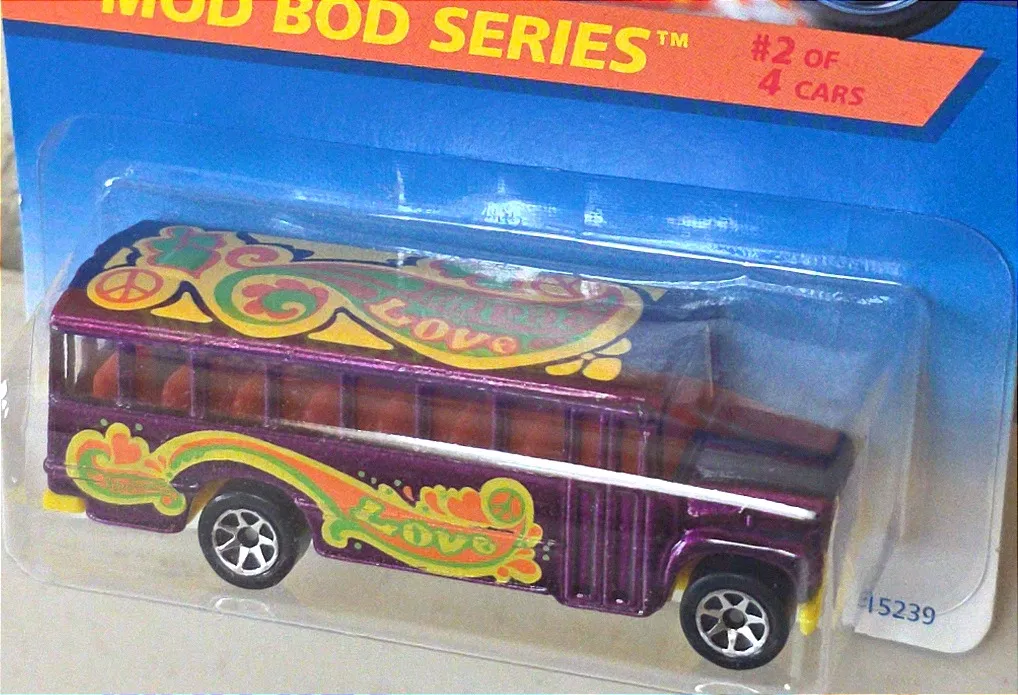 MOD BOD SERIES™
#2 OF
4 CARS
LOVE
LOVE
15239